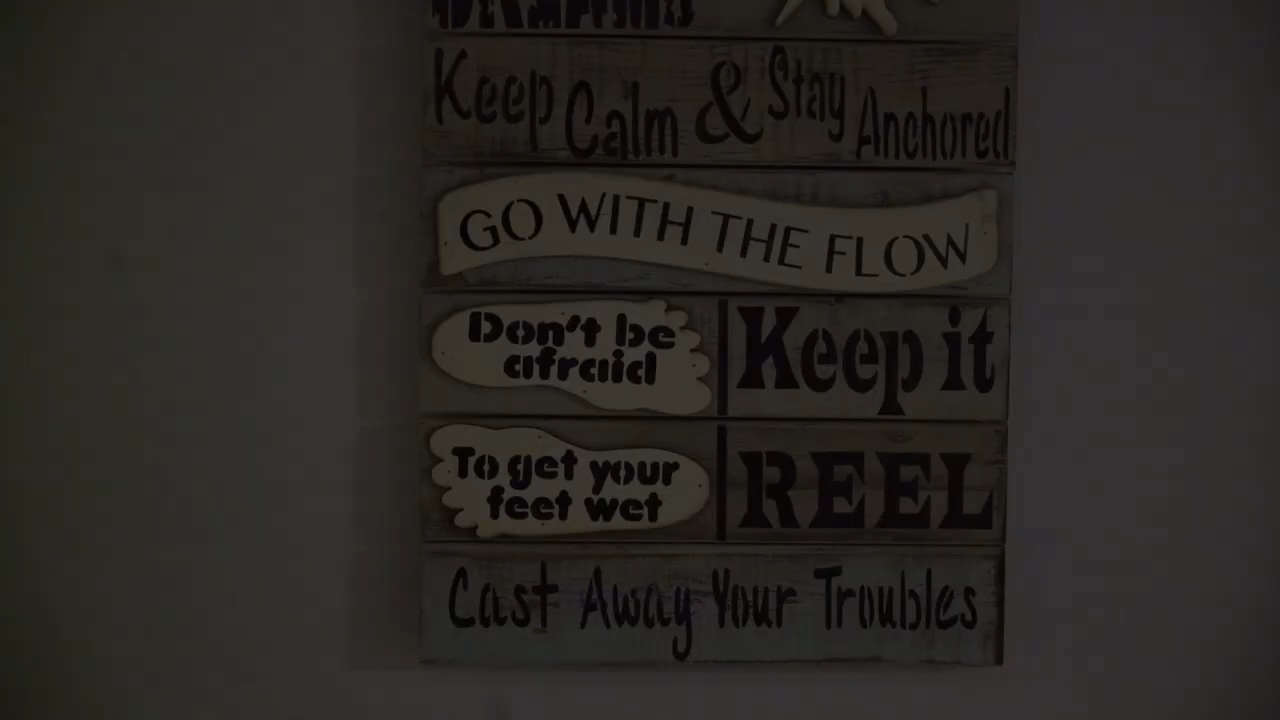 Keep Calm & Stay Anchored
GO WITH THE FLOW
Don't be
afraid
Keep it
To get your
feet wet
REEL
Cast Away Your Troubles